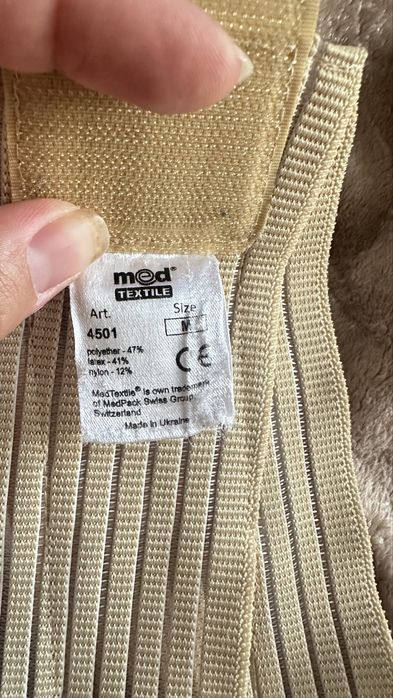 med®
TEXTILE
Art. Size
4501 M
polyether - 47%
latex - 41%
nylon - 12%
CE
MedTextile® is own trademark
of MedPack Swiss Group
Switzerland
Made in Ukraine